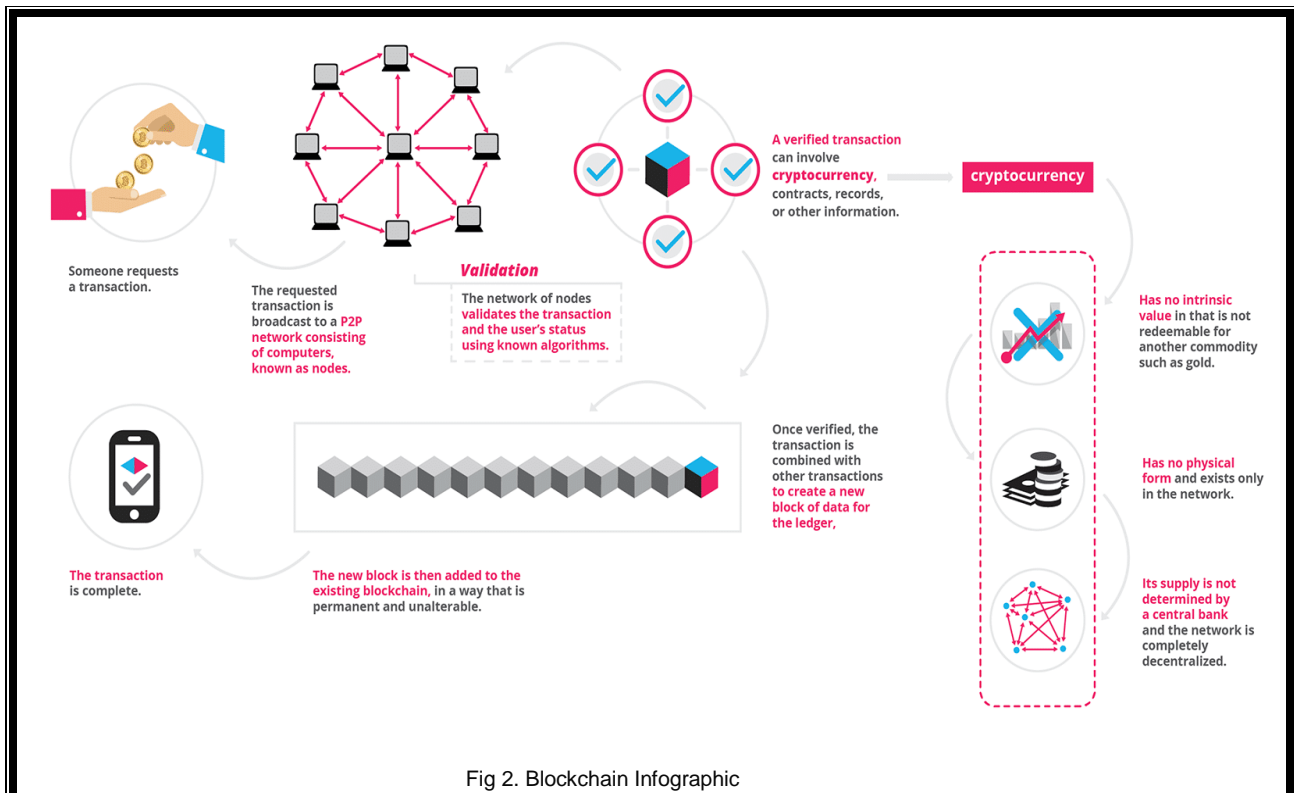 Someone requests
a transaction.
The requested
transaction is
broadcast to a P2P
network consisting
of computers,
known as nodes.
Validation
The network of nodes
validates the transaction
and the user's status
using known algorithms.
A verified transaction
can involve
cryptocurrency,
contracts, records,
or other information.
cryptocurrency
Has no intrinsic
value in that is not
redeemable for
another commodity
such as gold.
Has no physical
form and exists only
in the network.
Its supply is not
determined by
a central bank
and the network is
completely
decentralized.
Once verified, the
transaction is
combined with
other transactions
to create a new
block of data for
the ledger,
The new block is then added to the
existing blockchain, in a way that is
permanent and unalterable.
The transaction
is complete.
Fig 2. Blockchain Infographic